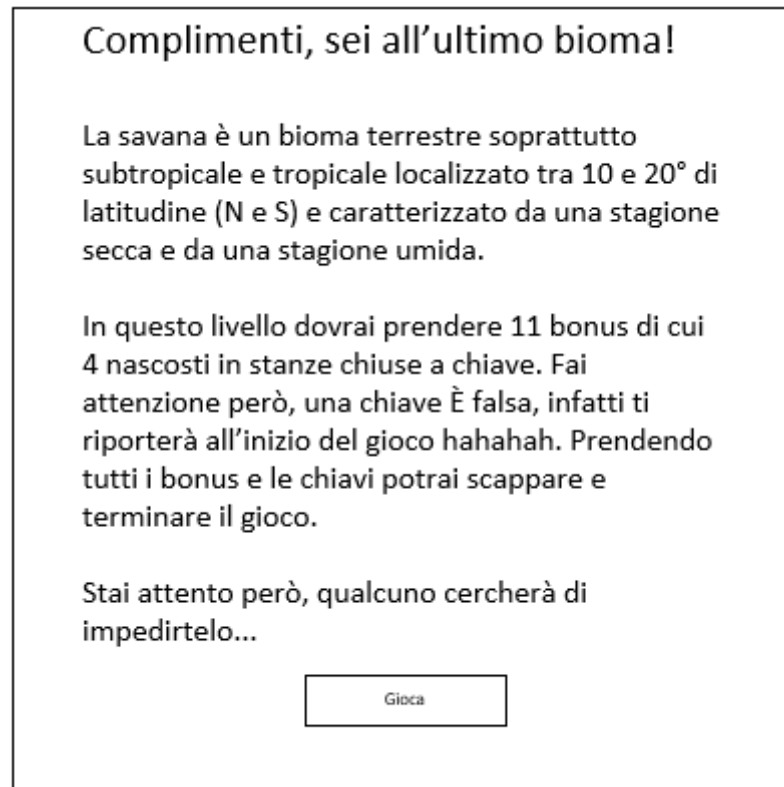 Complimenti, sei all’ultimo bioma!
La savana è un bioma terrestre soprattutto
subtropicale e tropicale localizzato tra 10 e 20° di
latitudine (N e S) e caratterizzato da una stagione
secca e da una stagione umida.
In questo livello dovrai prendere 11 bonus di cui
4 nascosti in stanze chiuse a chiave. Fai
attenzione però, una chiave È falsa, infatti ti
riporterà all’inizio del gioco hahahah. Prendendo
tutti i bonus e le chiavi potrai scappare e
terminare il gioco.
Stai attento però, qualcuno cercherà di
impedirtelo...
Gioca